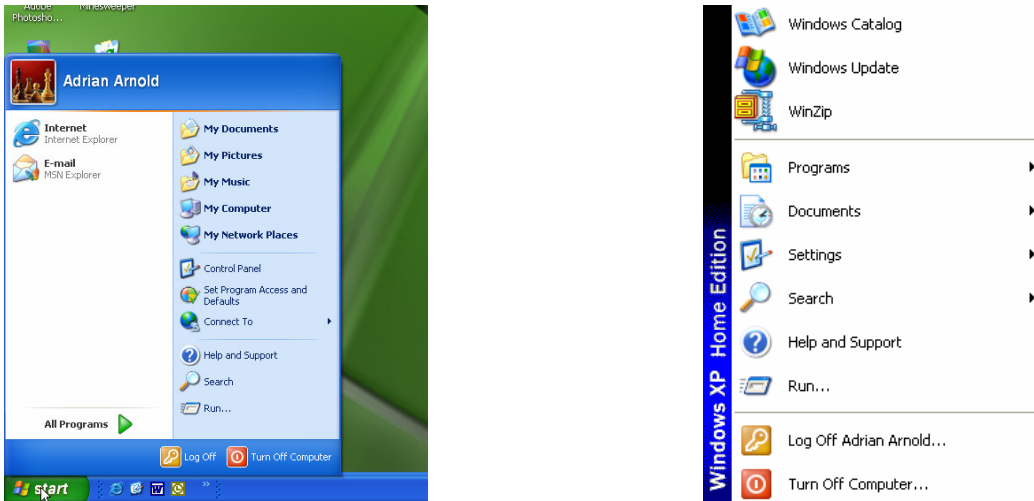 Adobe
Photosho...
Minesweeper
Adrian Arnold
Internet
Internet Explorer
E-mail
MSN Explorer
All Programs
My Documents
My Pictures
My Music
My Computer
My Network Places
Control Panel
Set Program Access and
Defaults
Connect To
Help and Support
Search
Run...
Log Off
Turn Off Computer
start
Windows XP Home Edition
Windows Catalog
Windows Update
WinZip
Programs
Documents
Settings
Search
Help and Support
Run...
Log Off Adrian Arnold...
Turn Off Computer...